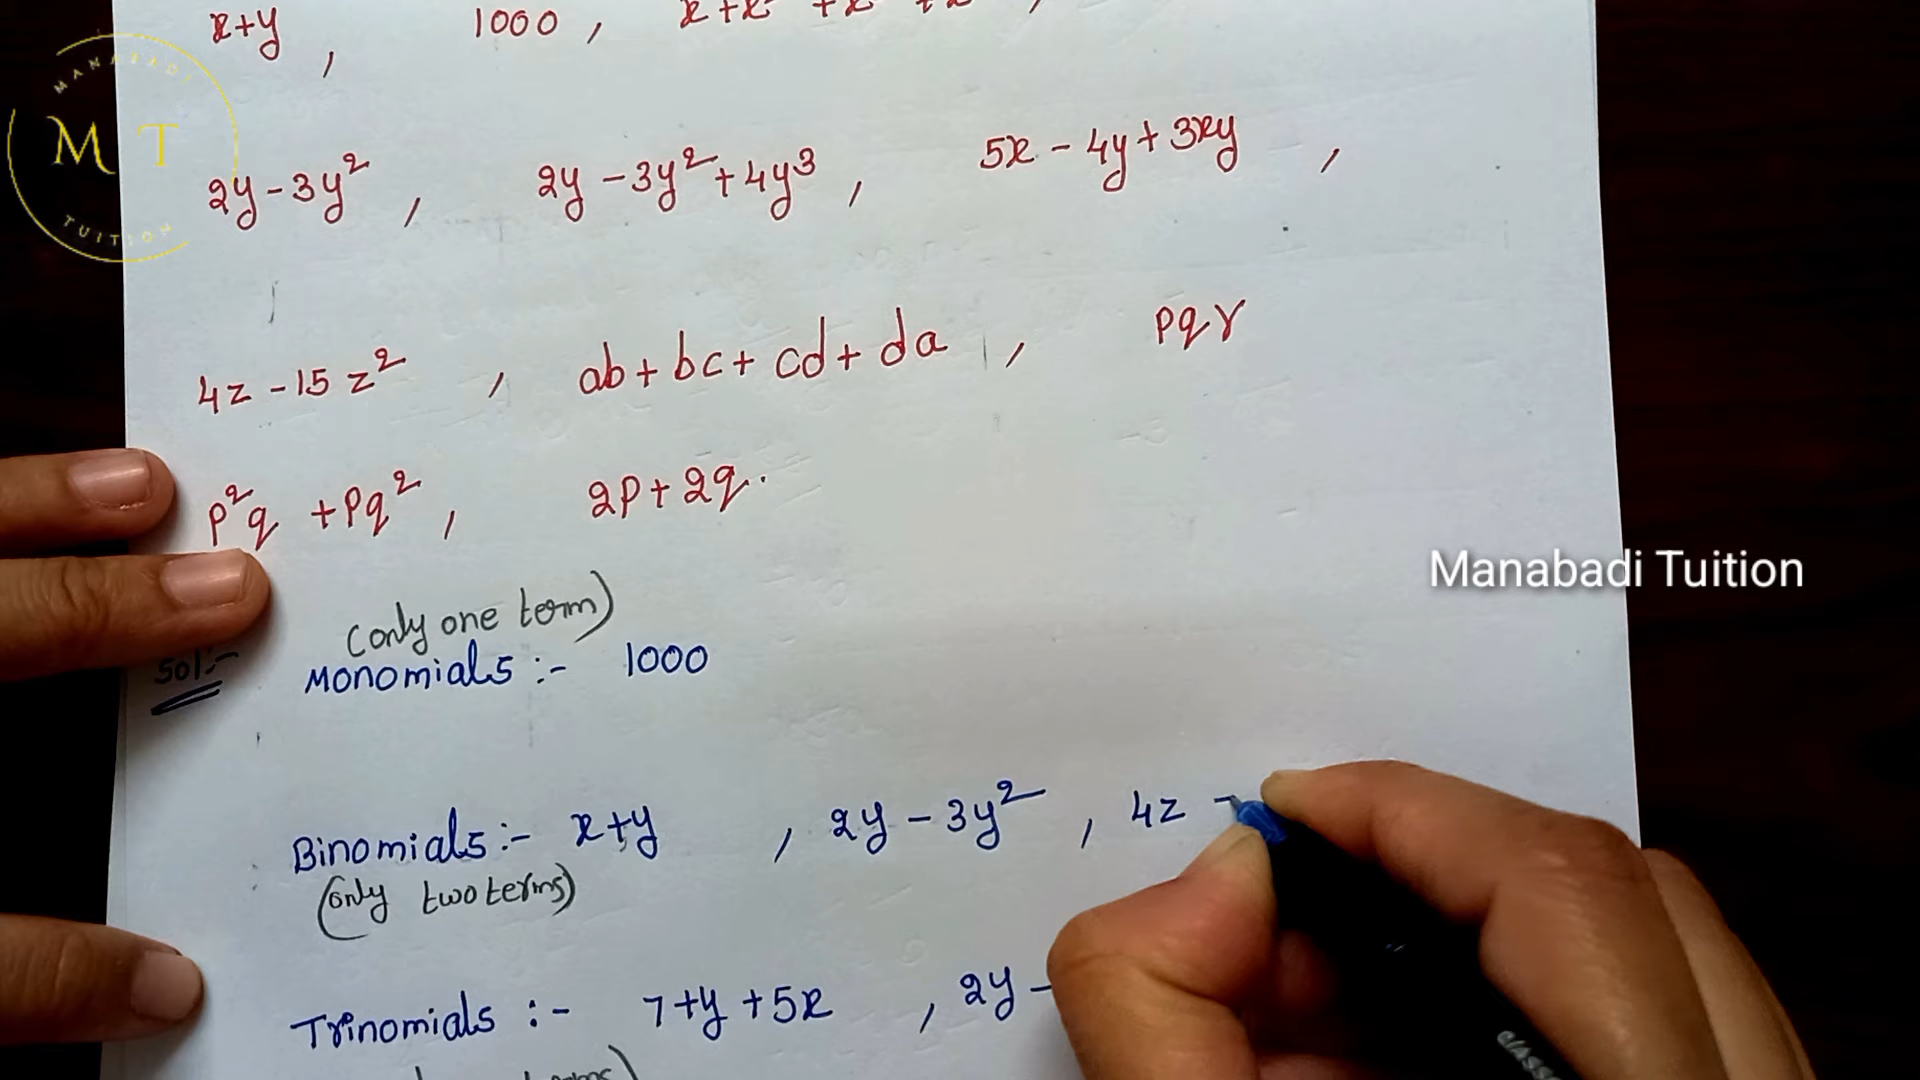 x+y , 1000 ,
MANABADI
M T
TUITION
2y-3y² , 2y-3y²+4y³ , 5x-4y+3xy ,
4z-15z² , ab+bc+cd+da , pqr
p²q+pq² , 2p+2q.
Manabadi Tuition
(only one term)
Sol:- Monomials:- 1000
Binomials:- x+y , 2y-3y² , 4z -
(only two terms)
Trinomials:- 7+y+5x , 2y-